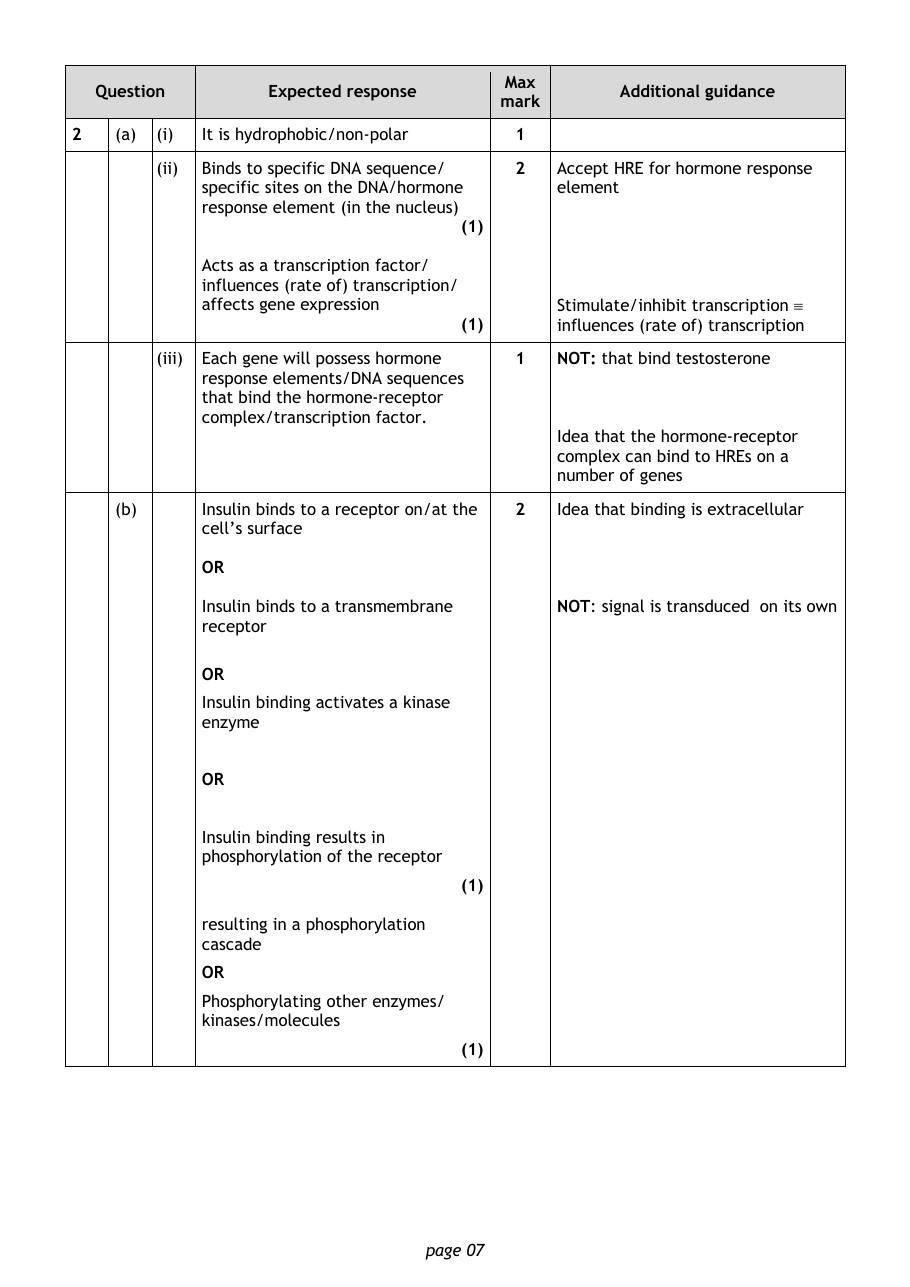 Question Expected response Max mark Additional guidance
2 (a) (i) It is hydrophobic/non-polar 1
(ii) Binds to specific DNA sequence/ 2 Accept HRE for hormone response
specific sites on the DNA/hormone element
response element (in the nucleus)
(1)
Acts as a transcription factor/
influences (rate of) transcription/
affects gene expression Stimulate/inhibit transcription ≡
(1) influences (rate of) transcription
(iii) Each gene will possess hormone 1 NOT: that bind testosterone
response elements/DNA sequences
that bind the hormone-receptor
complex/transcription factor.
Idea that the hormone-receptor
complex can bind to HREs on a
number of genes
(b) Insulin binds to a receptor on/at the 2 Idea that binding is extracellular
cell’s surface
OR
Insulin binds to a transmembrane NOT: signal is transduced on its own
receptor
OR
Insulin binding activates a kinase
enzyme
OR
Insulin binding results in
phosphorylation of the receptor
(1)
resulting in a phosphorylation
cascade
OR
Phosphorylating other enzymes/
kinases/molecules
(1)
page 07